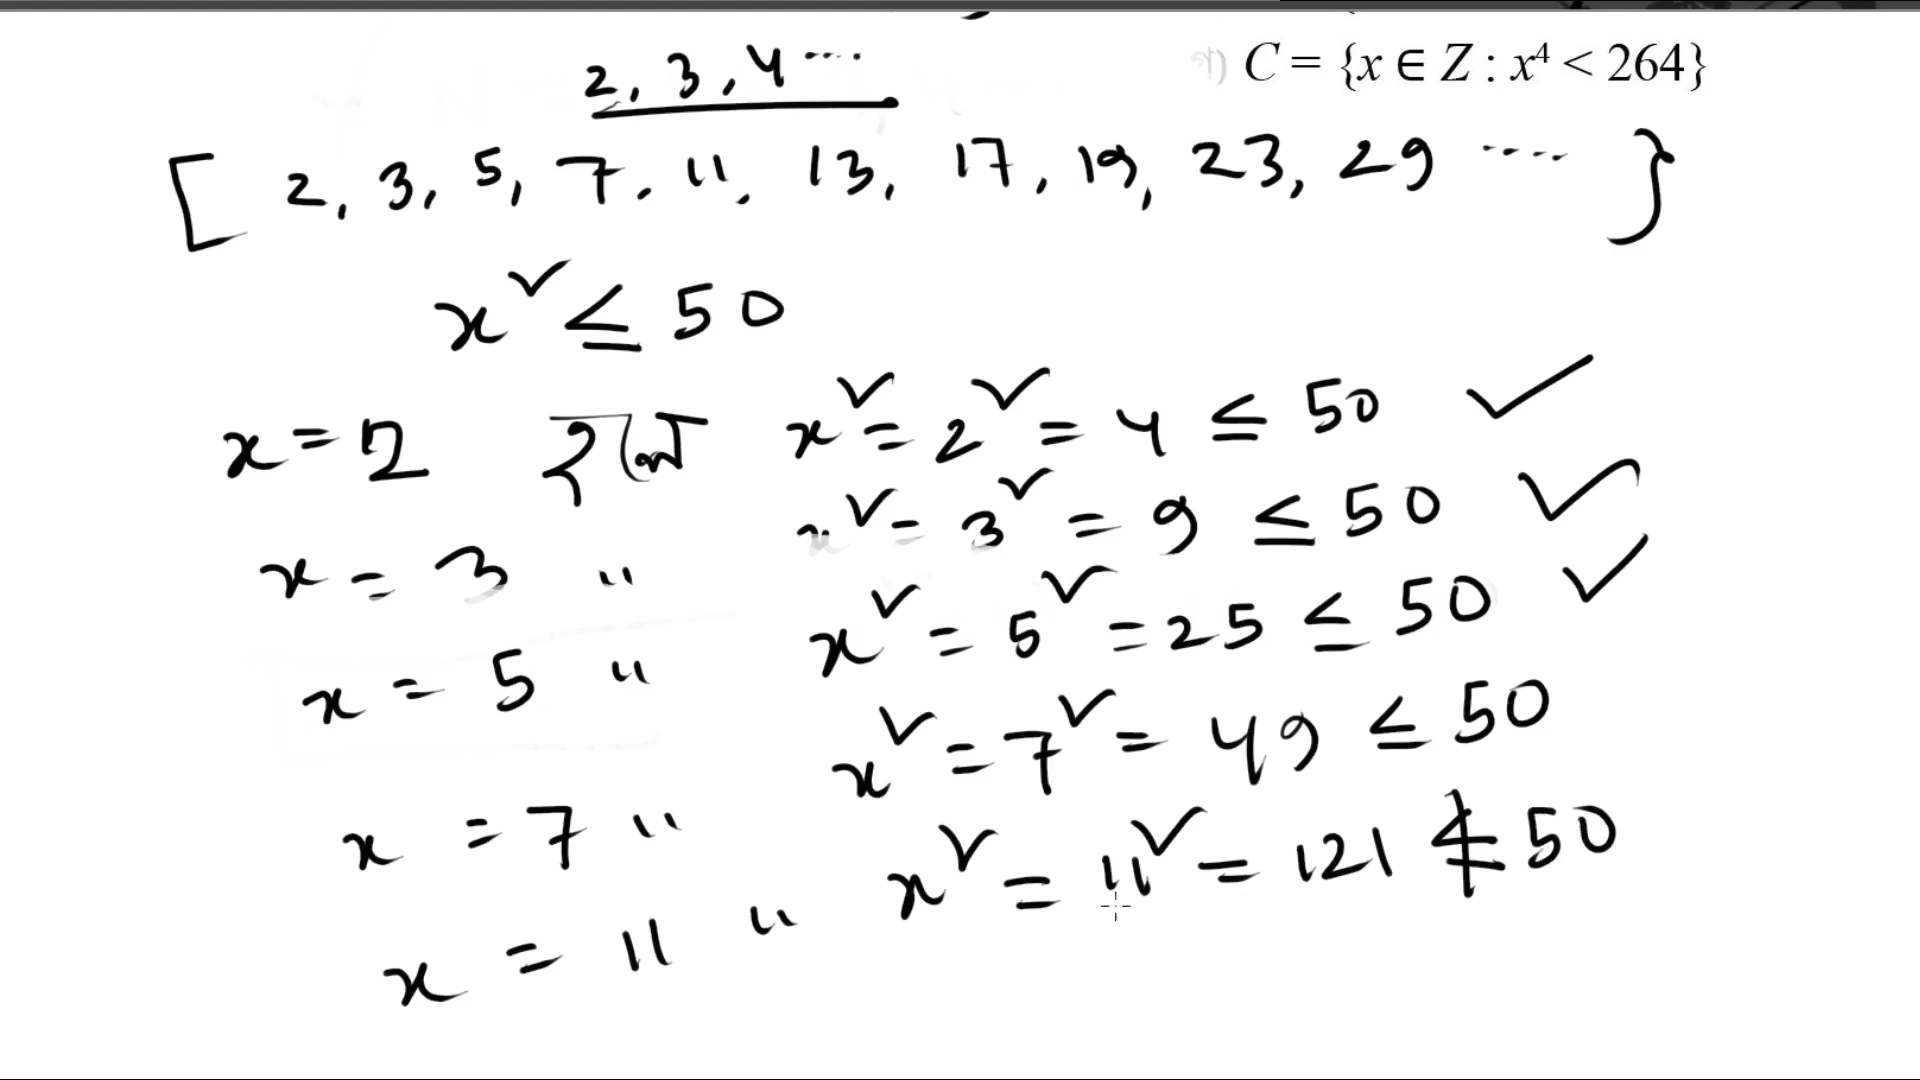 2, 3, 4 ....
গ) C = {x ∈ Z : x⁴ < 264}
[ 2, 3, 5, 7, 11, 13, 17, 19, 23, 29 ..... }
x² ≤ 50
x = 2 হলে x² = 2² = 4 ≤ 50 ✓
x = 3 " x² = 3² = 9 ≤ 50 ✓
x = 5 " x² = 5² = 25 ≤ 50 ✓
x = 7 " x² = 7² = 49 ≤ 50
x = 11 " x² = 11² = 121 ≰ 50